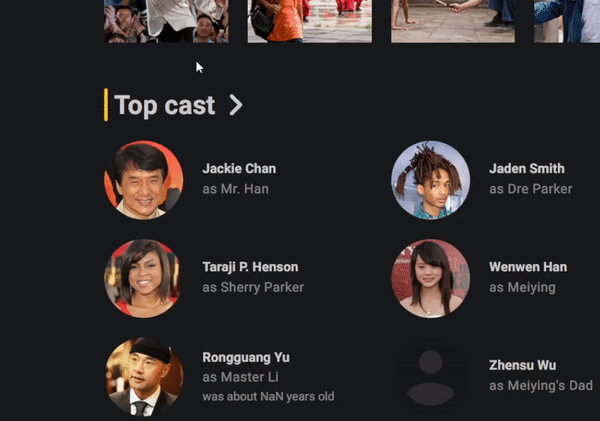 Top cast
Jackie Chan
as Mr. Han
Jaden Smith
as Dre Parker
Taraji P. Henson
as Sherry Parker
Wenwen Han
as Meiying
Rongguang Yu
as Master Li
was about NaN years old
Zhensu Wu
as Meiying's Dad